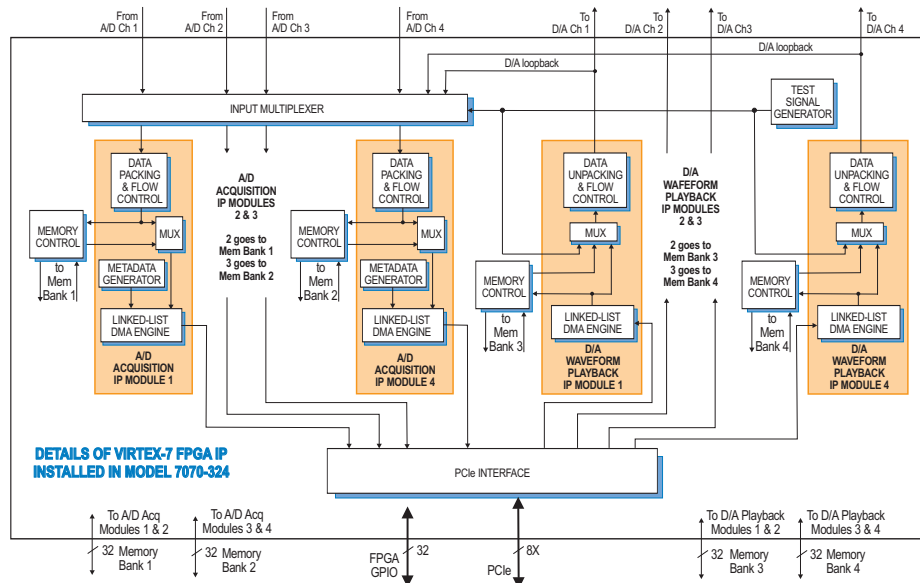 From
A/D Ch 1
From
A/D Ch 2
From
A/D Ch 3
From
A/D Ch 4
To
D/A Ch1
To
D/A Ch 2
To
D/A Ch3
To
D/A Ch 4
D/A loopback
D/A loopback
INPUT MULTIPLEXER
TEST
SIGNAL
GENERATOR
DATA
PACKING
& FLOW
CONTROL
MEMORY
CONTROL
MUX
to
Mem
Bank 1
METADATA
GENERATOR
LINKED-LIST
DMA ENGINE
A/D
ACQUISITION
IP MODULE 1
A/D
ACQUISITION
IP MODULES
2 & 3
2 goes to
Mem Bank 1
3 goes to
Mem Bank 2
DATA
PACKING
& FLOW
CONTROL
MEMORY
CONTROL
MUX
to
Mem
Bank 2
METADATA
GENERATOR
LINKED-LIST
DMA ENGINE
A/D
ACQUISITION
IP MODULE 4
DATA
UNPACKING
& FLOW
CONTROL
MUX
MEMORY
CONTROL
to
Mem
Bank 3
LINKED-LIST
DMA ENGINE
D/A
WAVEFORM
PLAYBACK
IP MODULE 1
D/A
WAFEFORM
PLAYBACK
IP MODULES
2 & 3
2 goes to
Mem Bank 3
3 goes to
Mem Bank 4
DATA
UNPACKING
& FLOW
CONTROL
MUX
MEMORY
CONTROL
to
Mem
Bank 4
LINKED-LIST
DMA ENGINE
D/A
WAVEFORM
PLAYBACK
IP MODULE 4
DETAILS OF VIRTEX-7 FPGA IP
INSTALLED IN MODEL 7070-324
PCIe INTERFACE
To A/D Acq
Modules 1 & 2
32 Memory
Bank 1
To A/D Acq
Modules 3 & 4
32 Memory
Bank 2
32
FPGA
GPIO
8X
PCIe
To D/A Playback
Modules 1 & 2
32 Memory
Bank 3
To D/A Playback
Modules 3 & 4
32 Memory
Bank 4